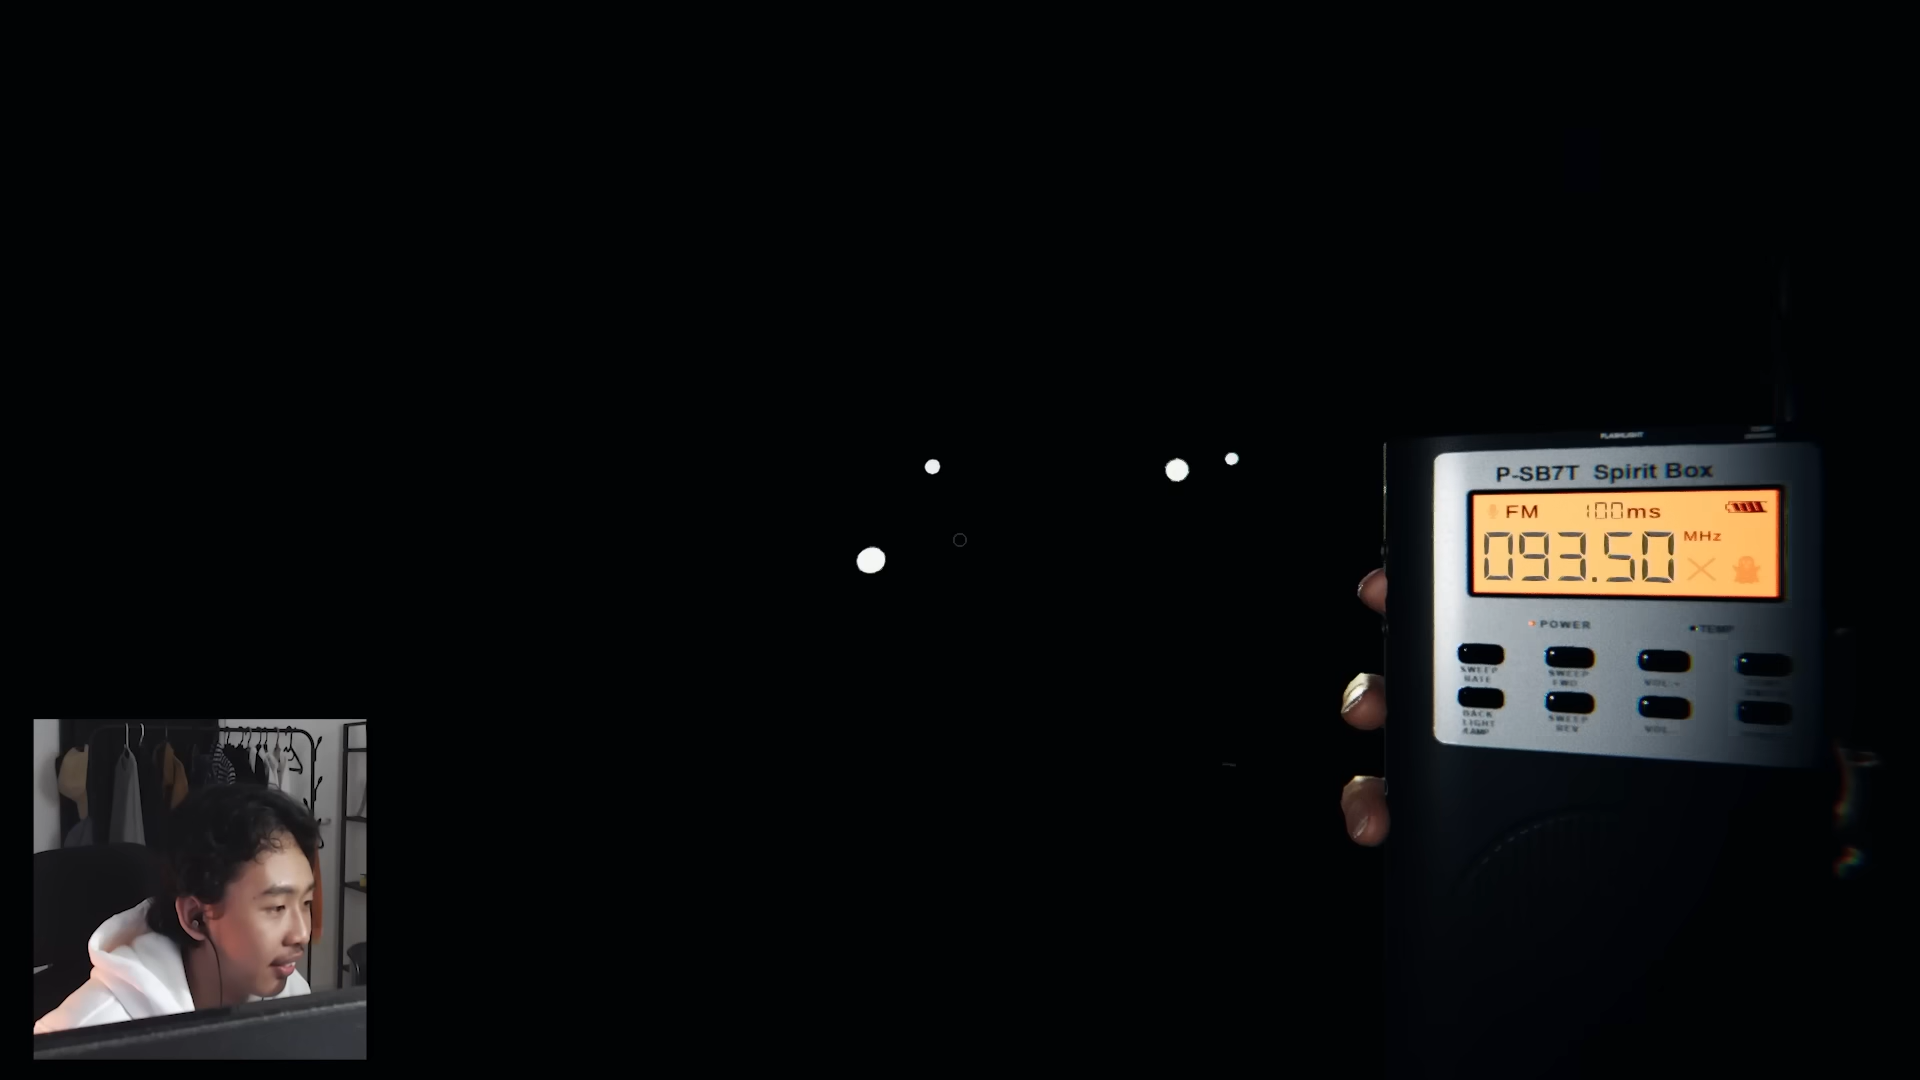 FLASHLIGHT
P-SB7T Spirit Box
FM 100ms
093.50 MHz
POWER TEMP
SWEEP RATE
SWEEP FWD
VOL +
BACK LIGHT /LAMP
SWEEP REV
VOL -